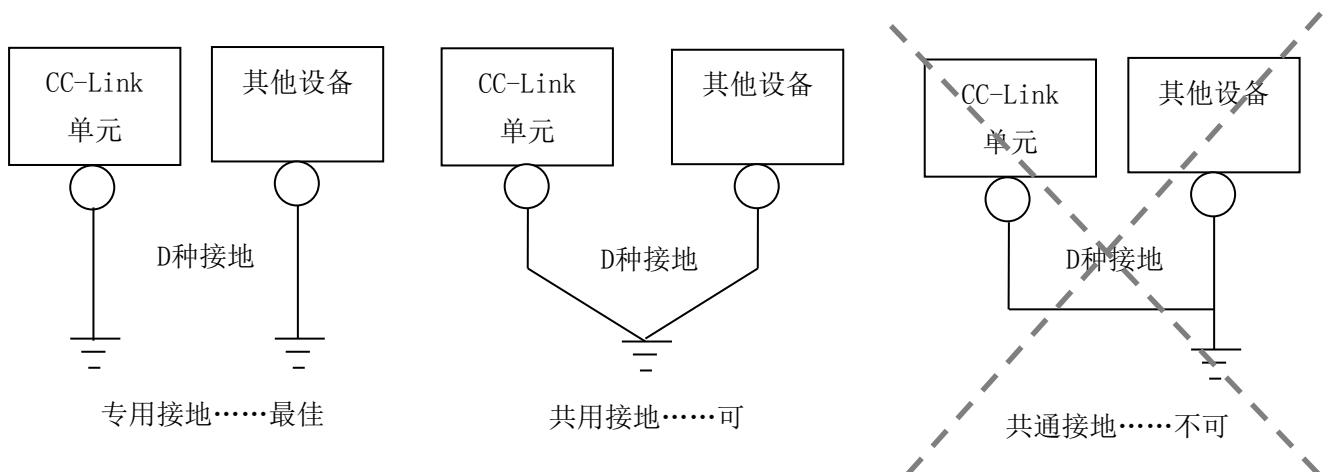 CC-Link
单元
其他设备
D种接地
专用接地……最佳
CC-Link
单元
其他设备
D种接地
共用接地……可
CC-Link
单元
其他设备
D种接地
共通接地……不可